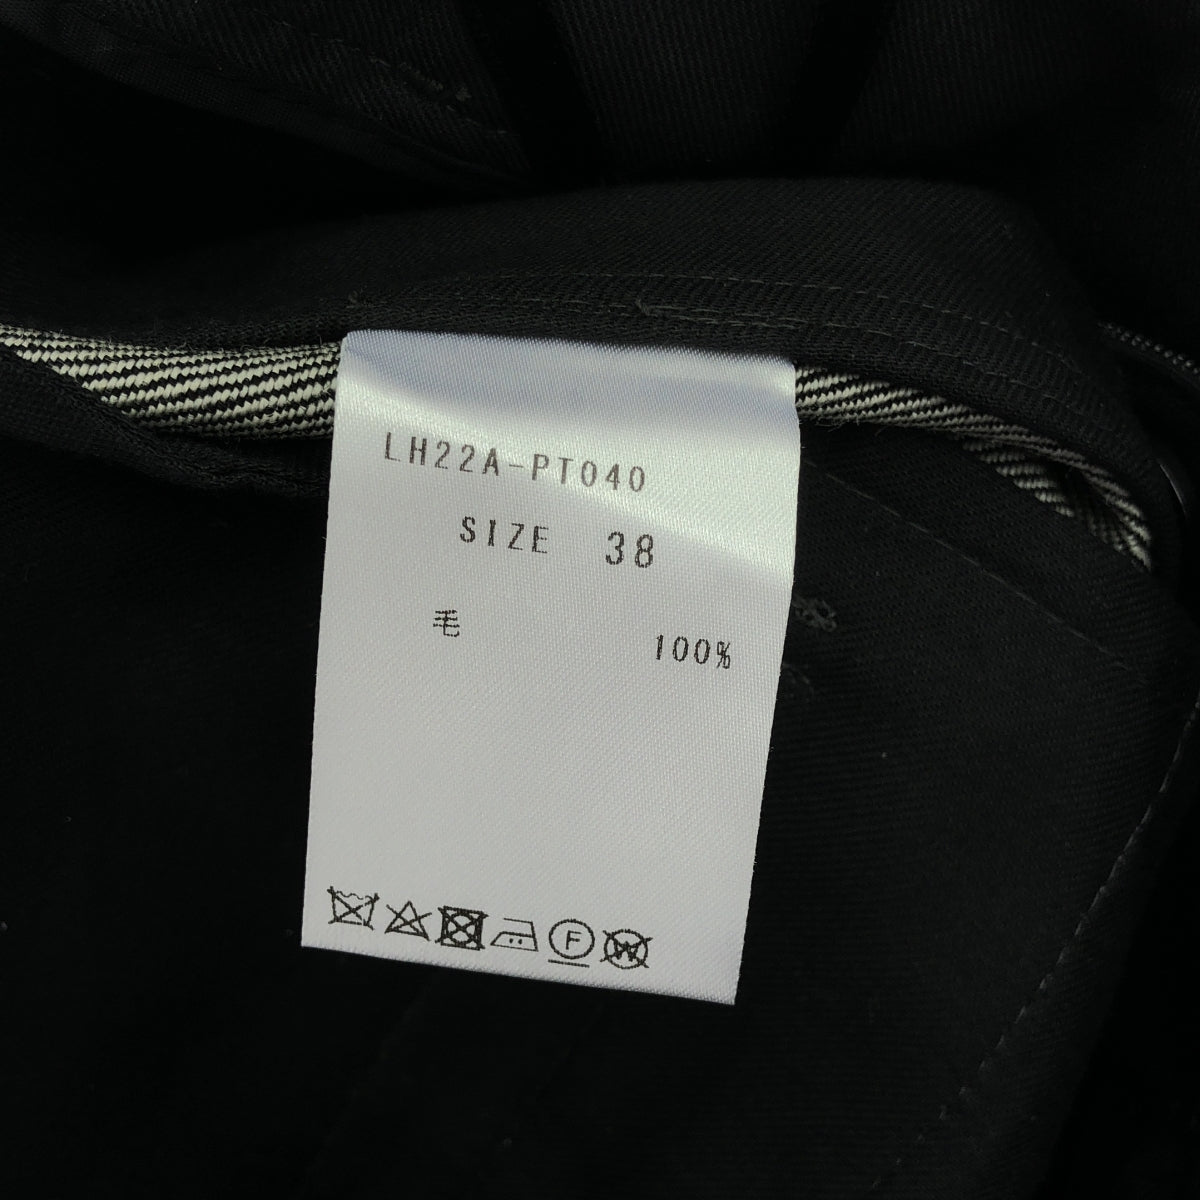 LH22A-PT040
SIZE 38
毛 100%
F W